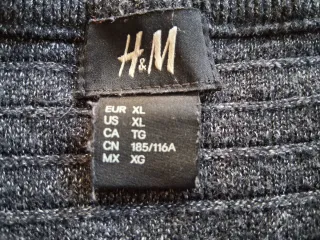 H&M
EUR XL
US XL
CA TG
CN 185/116A
MX XG